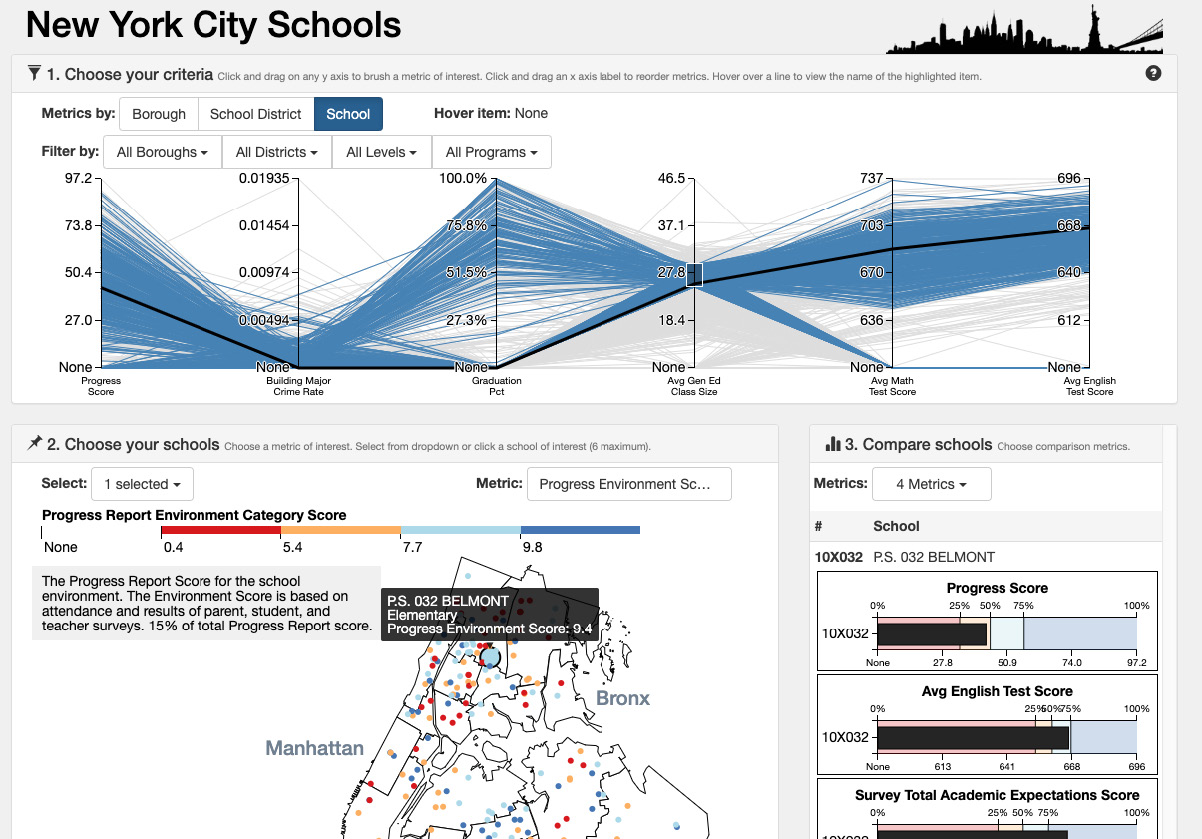 New York City Schools
1. Choose your criteria Click and drag on any y axis to brush a metric of interest. Click and drag an x axis label to reorder metrics. Hover over a line to view the name of the highlighted item.
Metrics by: Borough School District School Hover item: None
Filter by: All Boroughs All Districts All Levels All Programs
97.2 0.01935 100.0% 46.5 737 696
73.8 0.01454 75.8% 37.1 703 668
50.4 0.00974 51.5% 27.8 670 640
27.0 0.00494 27.3% 18.4 636 612
None None None None None None
Progress Building Major Graduation Avg Gen Ed Avg Math Avg English
Score Crime Rate Pct Class Size Test Score Test Score
2. Choose your schools Choose a metric of interest. Select from dropdown or click a school of interest (6 maximum).
Select: 1 selected Metric: Progress Environment Sc...
Progress Report Environment Category Score
None 0.4 5.4 7.7 9.8
The Progress Report Score for the school
environment. The Environment Score is based on
attendance and results of parent, student, and
teacher surveys. 15% of total Progress Report score.
P.S. 032 BELMONT
Elementary
Progress Environment Score: 9.4
Bronx
Manhattan
3. Compare schools Choose comparison metrics.
Metrics: 4 Metrics
# School
10X032 P.S. 032 BELMONT
Progress Score
0% 25% 50% 75% 100%
10X032
None 27.8 50.9 74.0 97.2
Avg English Test Score
0% 25% 50% 75% 100%
10X032
None 613 641 668 696
Survey Total Academic Expectations Score
0% 25% 50% 75% 100%
10X032